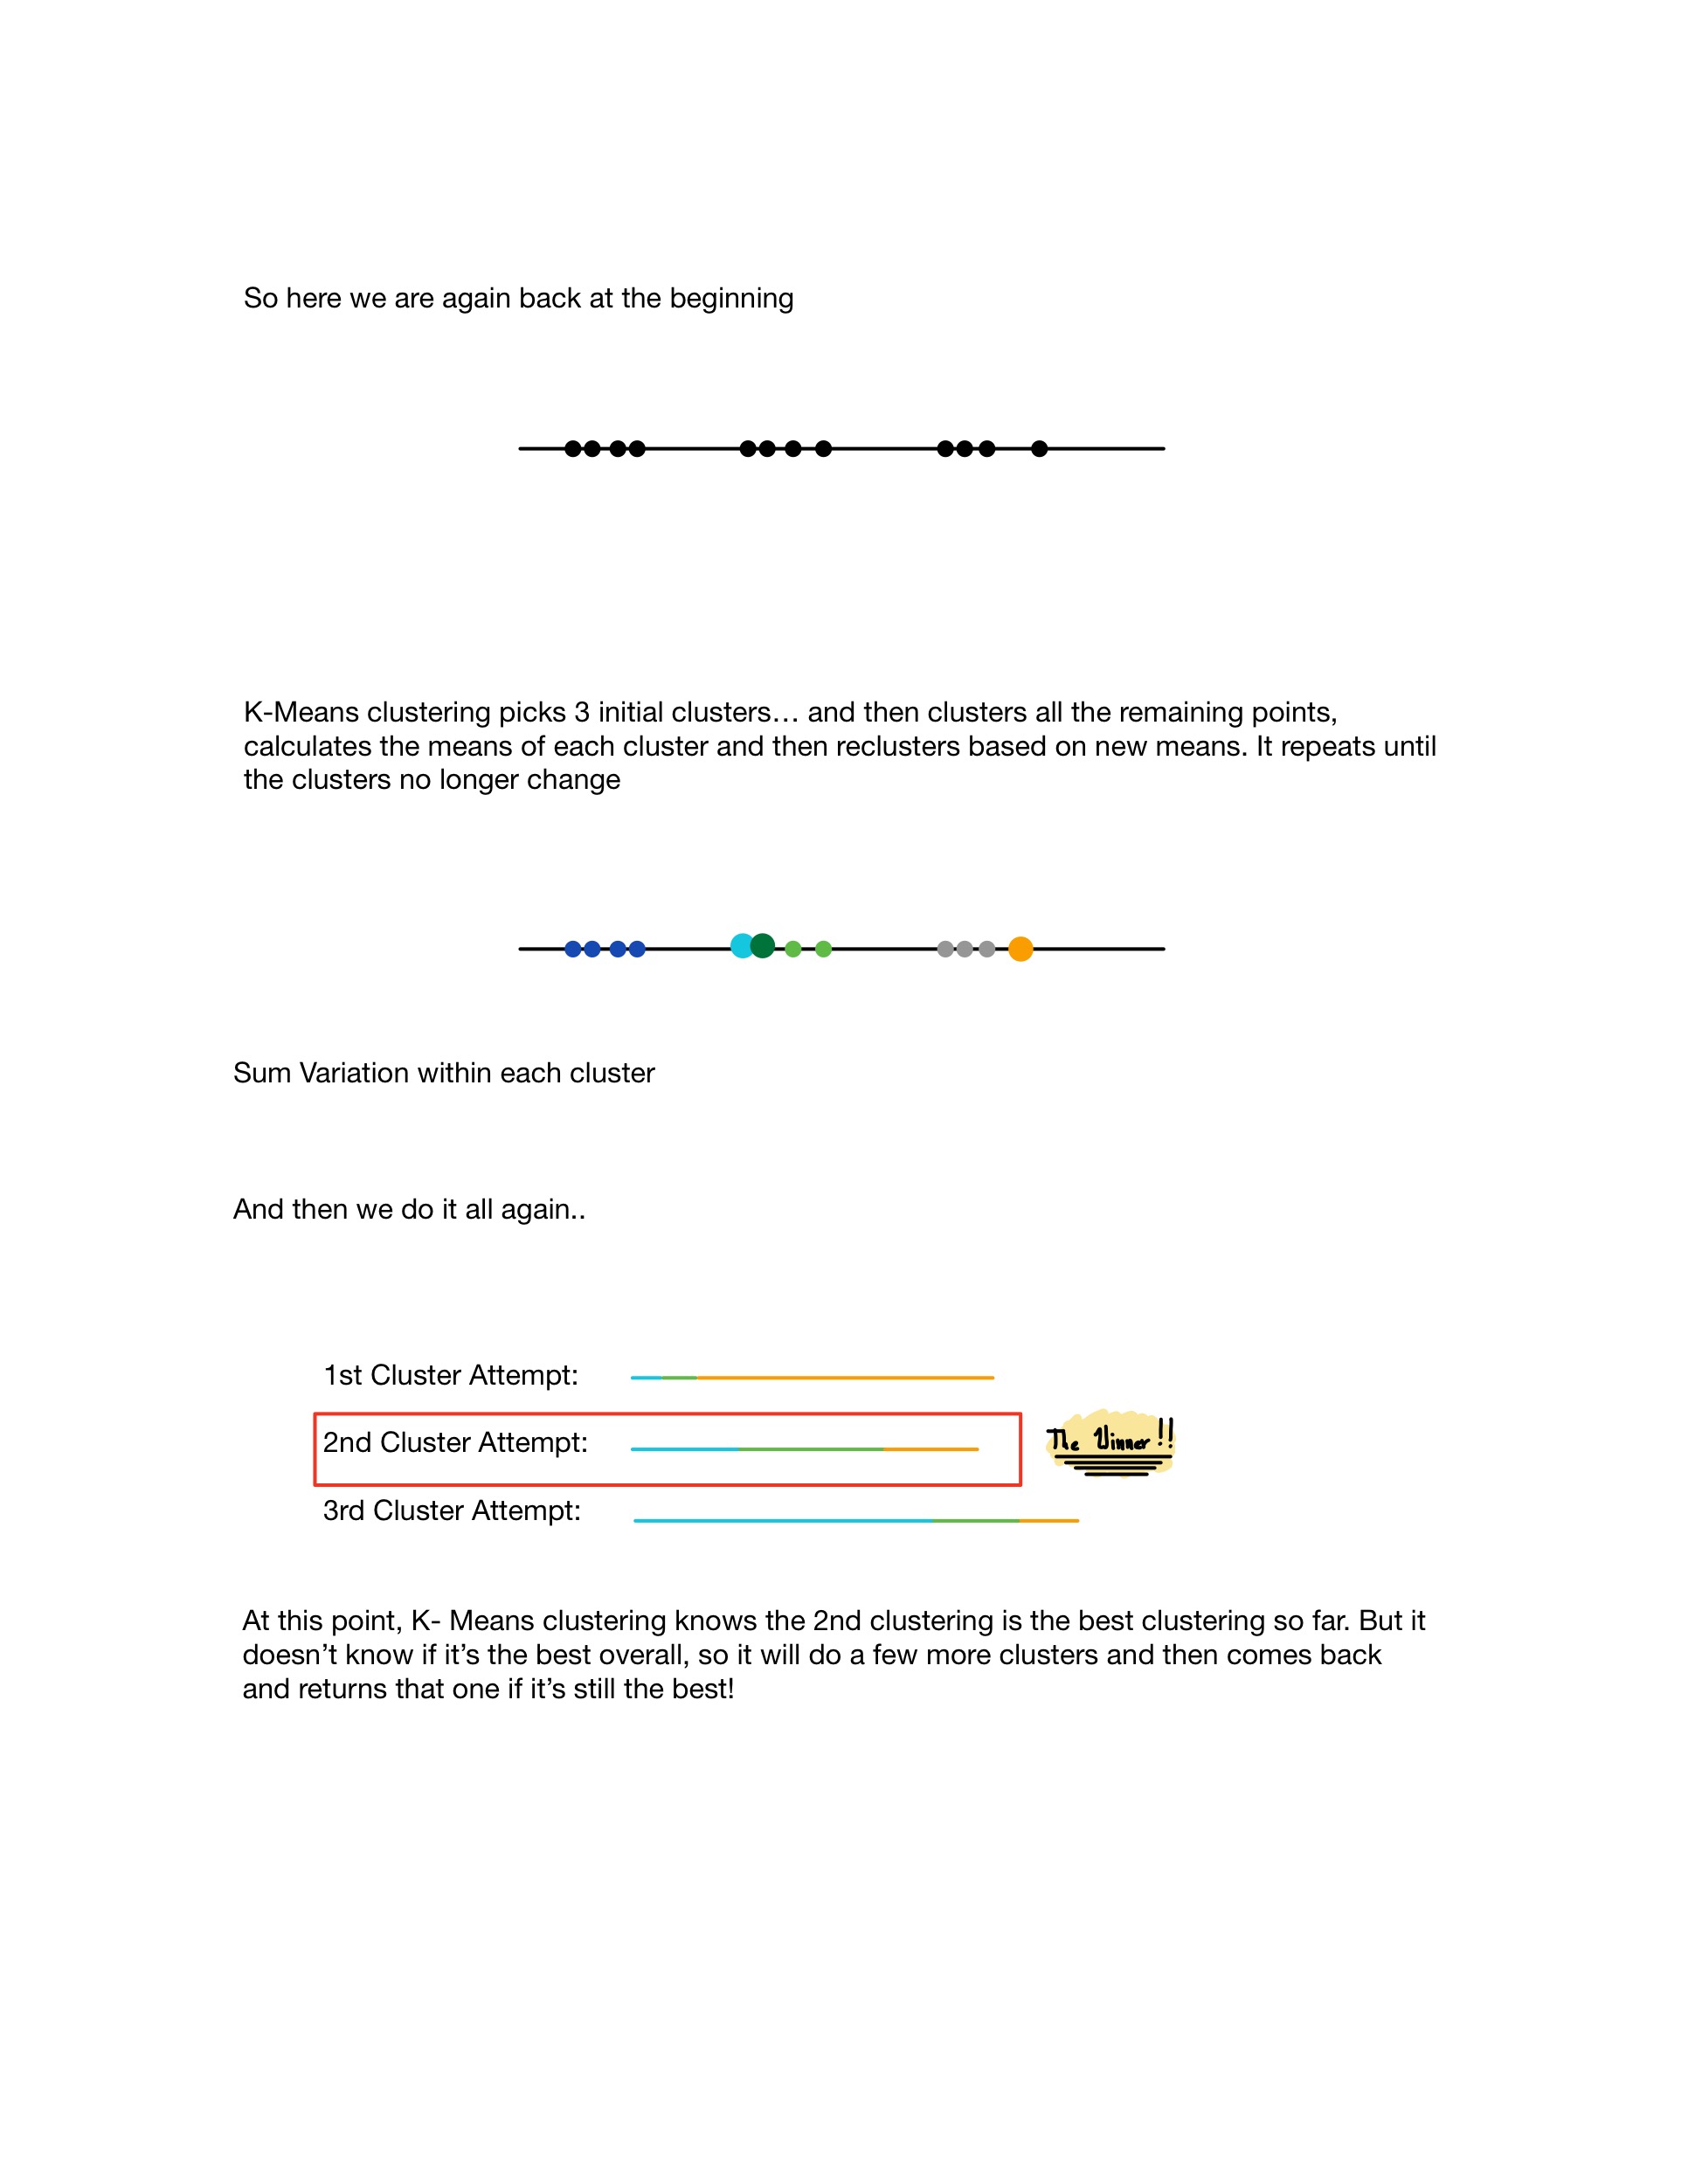 So here we are again back at the beginning
K-Means clustering picks 3 initial clusters… and then clusters all the remaining points,
calculates the means of each cluster and then reclusters based on new means. It repeats until
the clusters no longer change
Sum Variation within each cluster
And then we do it all again..
1st Cluster Attempt:
2nd Cluster Attempt:
The Winner!!
3rd Cluster Attempt:
At this point, K- Means clustering knows the 2nd clustering is the best clustering so far. But it
doesn’t know if it’s the best overall, so it will do a few more clusters and then comes back
and returns that one if it’s still the best!